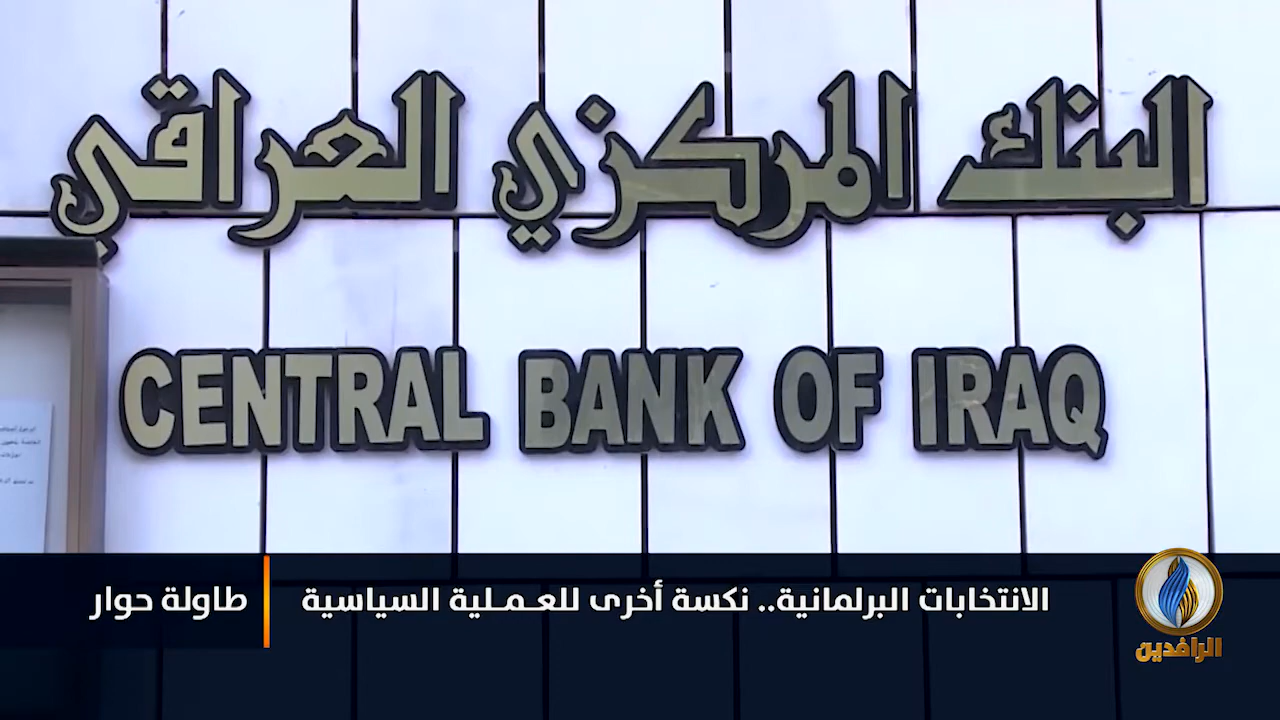 البنك المركزي العراقي
CENTRAL BANK OF IRAQ
الانتخابات البرلمانية.. نكسة أخرى للعملية السياسية
طاولة حوار
الرافدين